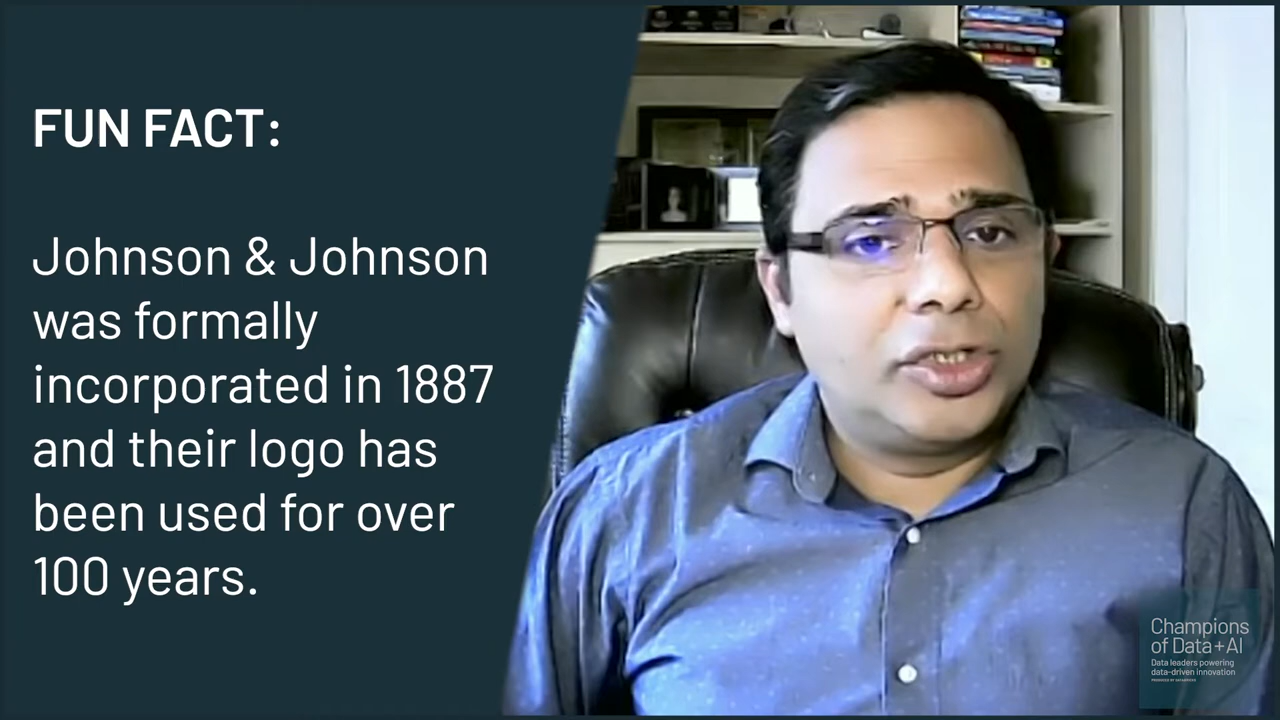 FUN FACT:
Johnson & Johnson
was formally
incorporated in 1887
and their logo has
been used for over
100 years.
Champions
of Data+AI
Data leaders powering
data-driven innovation